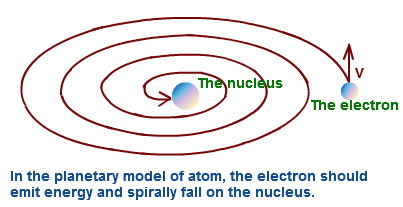 The nucleus
V
The electron
In the planetary model of atom, the electron should
emit energy and spirally fall on the nucleus.